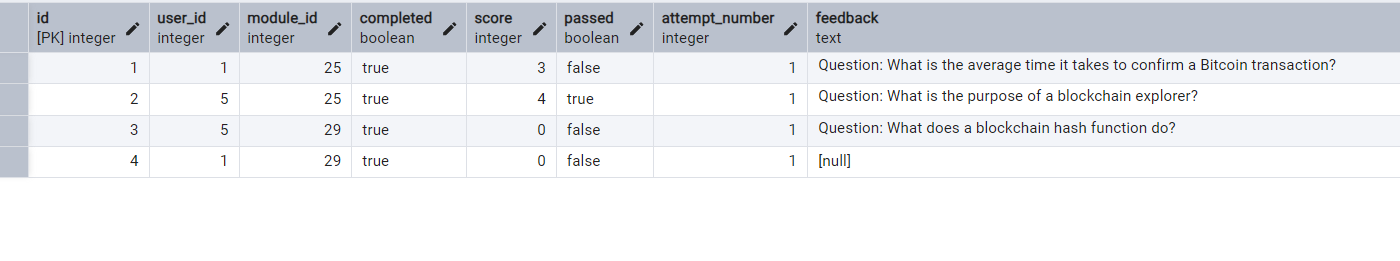 id user_id module_id completed score passed attempt_number feedback
[PK] integer integer integer boolean integer boolean integer text
1 1 25 true 3 false 1 Question: What is the average time it takes to confirm a Bitcoin transaction?
2 5 25 true 4 true 1 Question: What is the purpose of a blockchain explorer?
3 5 29 true 0 false 1 Question: What does a blockchain hash function do?
4 1 29 true 0 false 1 [null]